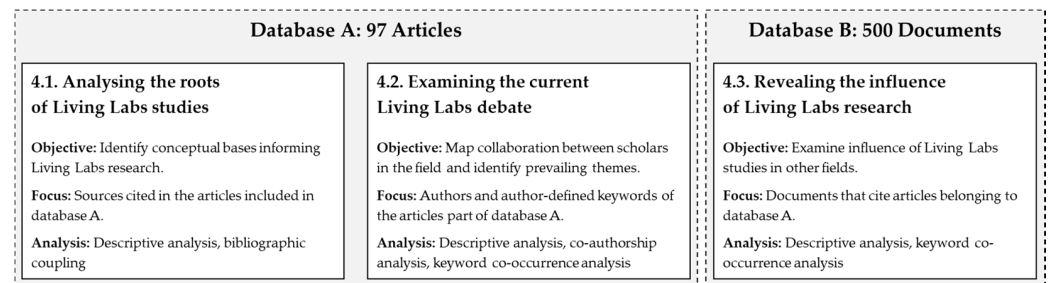 Database A: 97 Articles
4.1. Analysing the roots
of Living Labs studies
Objective: Identify conceptual bases informing
Living Labs research.
Focus: Sources cited in the articles included in
database A.
Analysis: Descriptive analysis, bibliographic
coupling
4.2. Examining the current
Living Labs debate
Objective: Map collaboration between scholars
in the field and identify prevailing themes.
Focus: Authors and author-defined keywords of
the articles part of database A.
Analysis: Descriptive analysis, co-authorship
analysis, keyword co-occurrence analysis
Database B: 500 Documents
4.3. Revealing the influence
of Living Labs research
Objective: Examine influence of Living Labs
studies in other fields.
Focus: Documents that cite articles belonging to
database A.
Analysis: Descriptive analysis, keyword co-
occurrence analysis